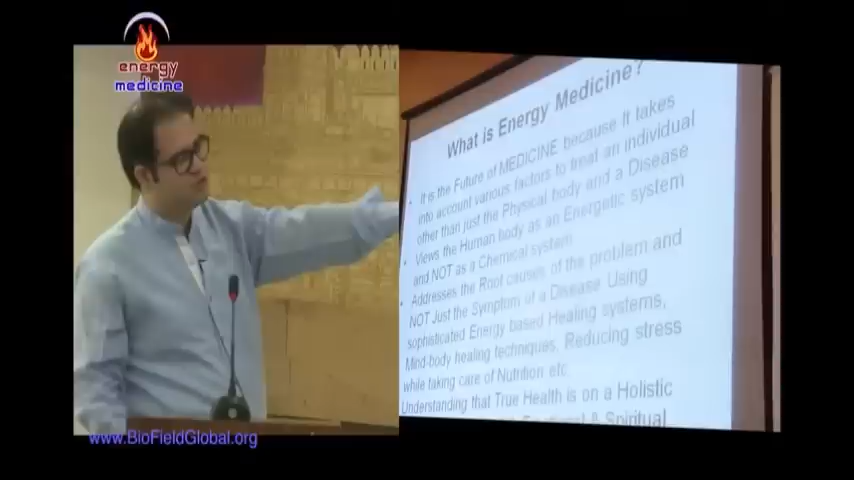 energy
medicine
What is Energy Medicine?
• It is the Future of MEDICINE because It takes
into account various factors to treat an individual
other than just the Physical body and a Disease
• Views the Human body as an Energetic system
and NOT as a Chemical system
• Addresses the Root causes of the problem and
NOT Just the Symptom of a Disease. Using
sophisticated Energy based Healing systems,
Mind-body healing techniques, Reducing stress
while taking care of Nutrition etc.
Understanding that True Health is on a Holistic
& Spiritual
www.BioFieldGlobal.org